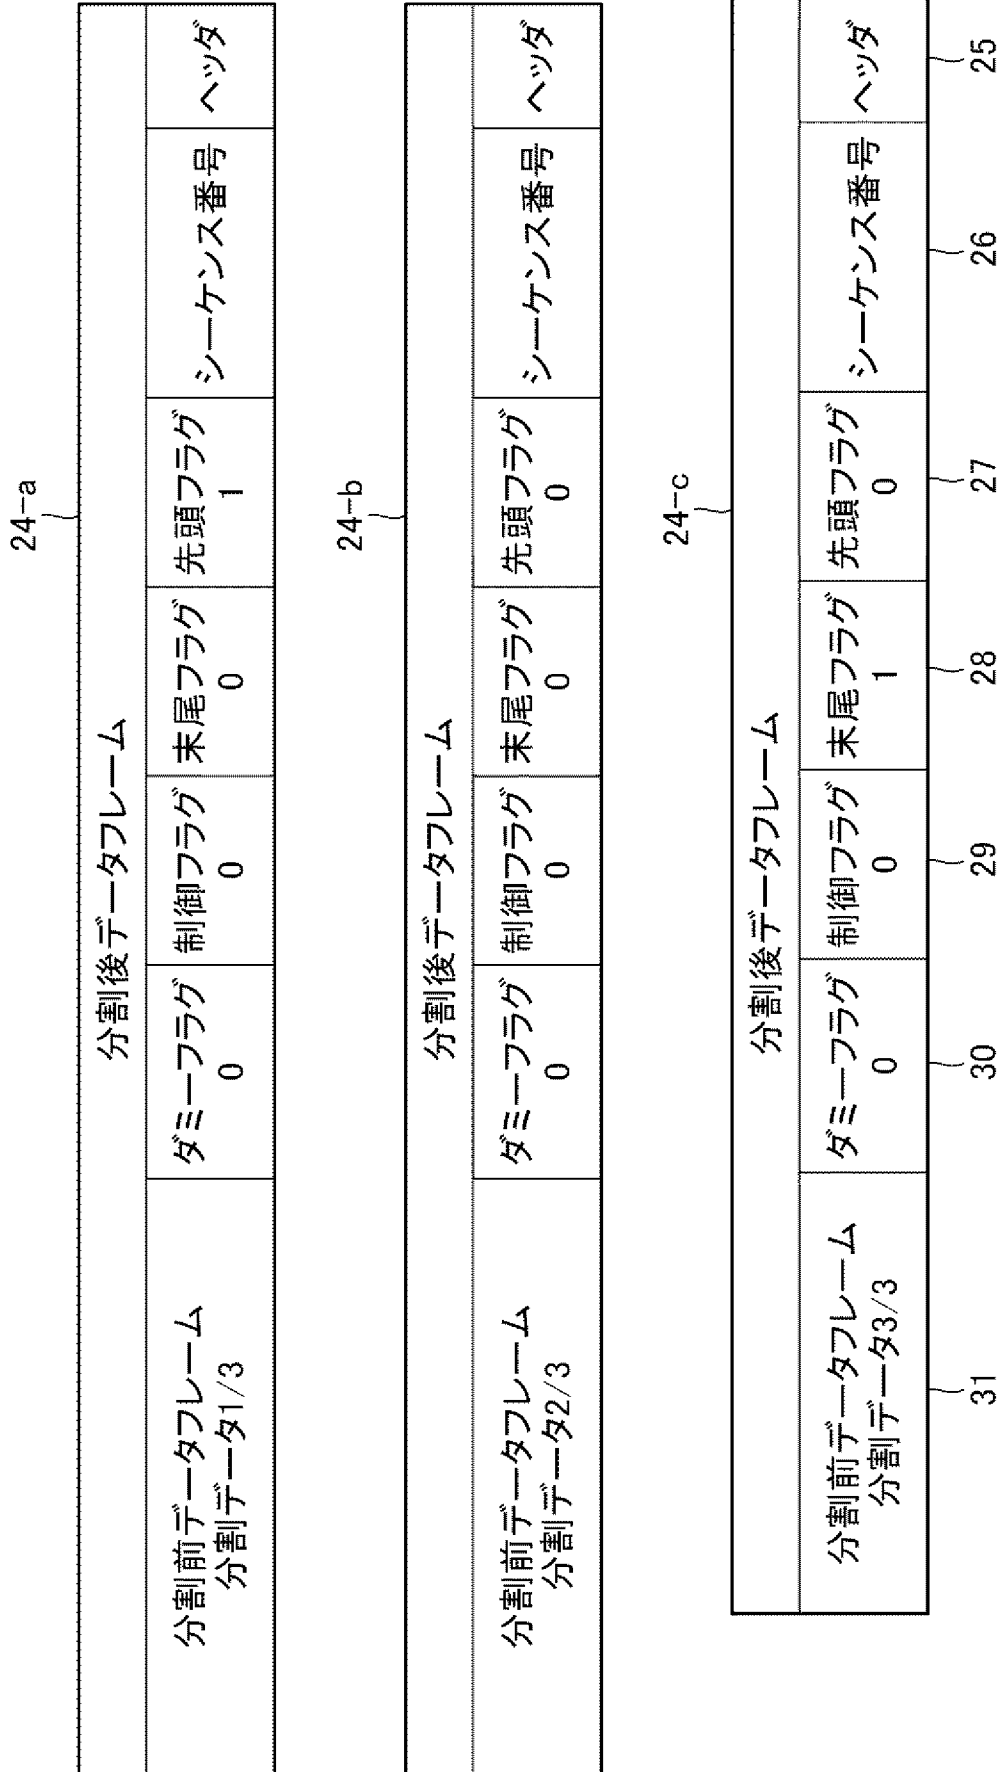 24-a
分割後データフレーム
分割前データフレーム
分割データ1/3
ダミーフラグ
0
制御フラグ
0
末尾フラグ
0
先頭フラグ
1
シーケンス番号
ヘッダ
24-b
分割後データフレーム
分割前データフレーム
分割データ2/3
ダミーフラグ
0
制御フラグ
0
末尾フラグ
0
先頭フラグ
0
シーケンス番号
ヘッダ
24-c
分割後データフレーム
分割前データフレーム
分割データ3/3
ダミーフラグ
0
制御フラグ
0
末尾フラグ
1
先頭フラグ
0
シーケンス番号
ヘッダ
31
30
29
28
27
26
25